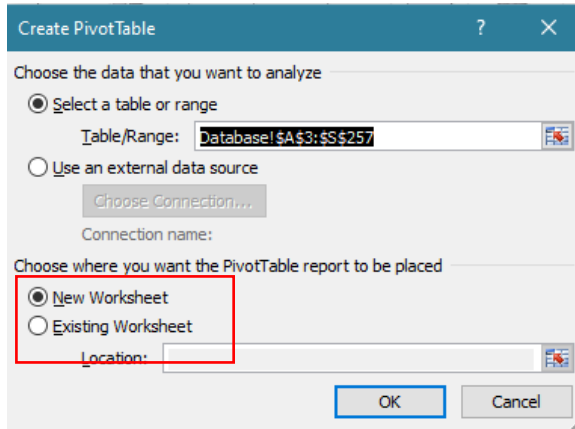 Create PivotTable ? ×
Choose the data that you want to analyze
Select a table or range
Table/Range: Database!$A$3:$S$257
Use an external data source
Choose Connection...
Connection name:
Choose where you want the PivotTable report to be placed
New Worksheet
Existing Worksheet
Location:
OK Cancel